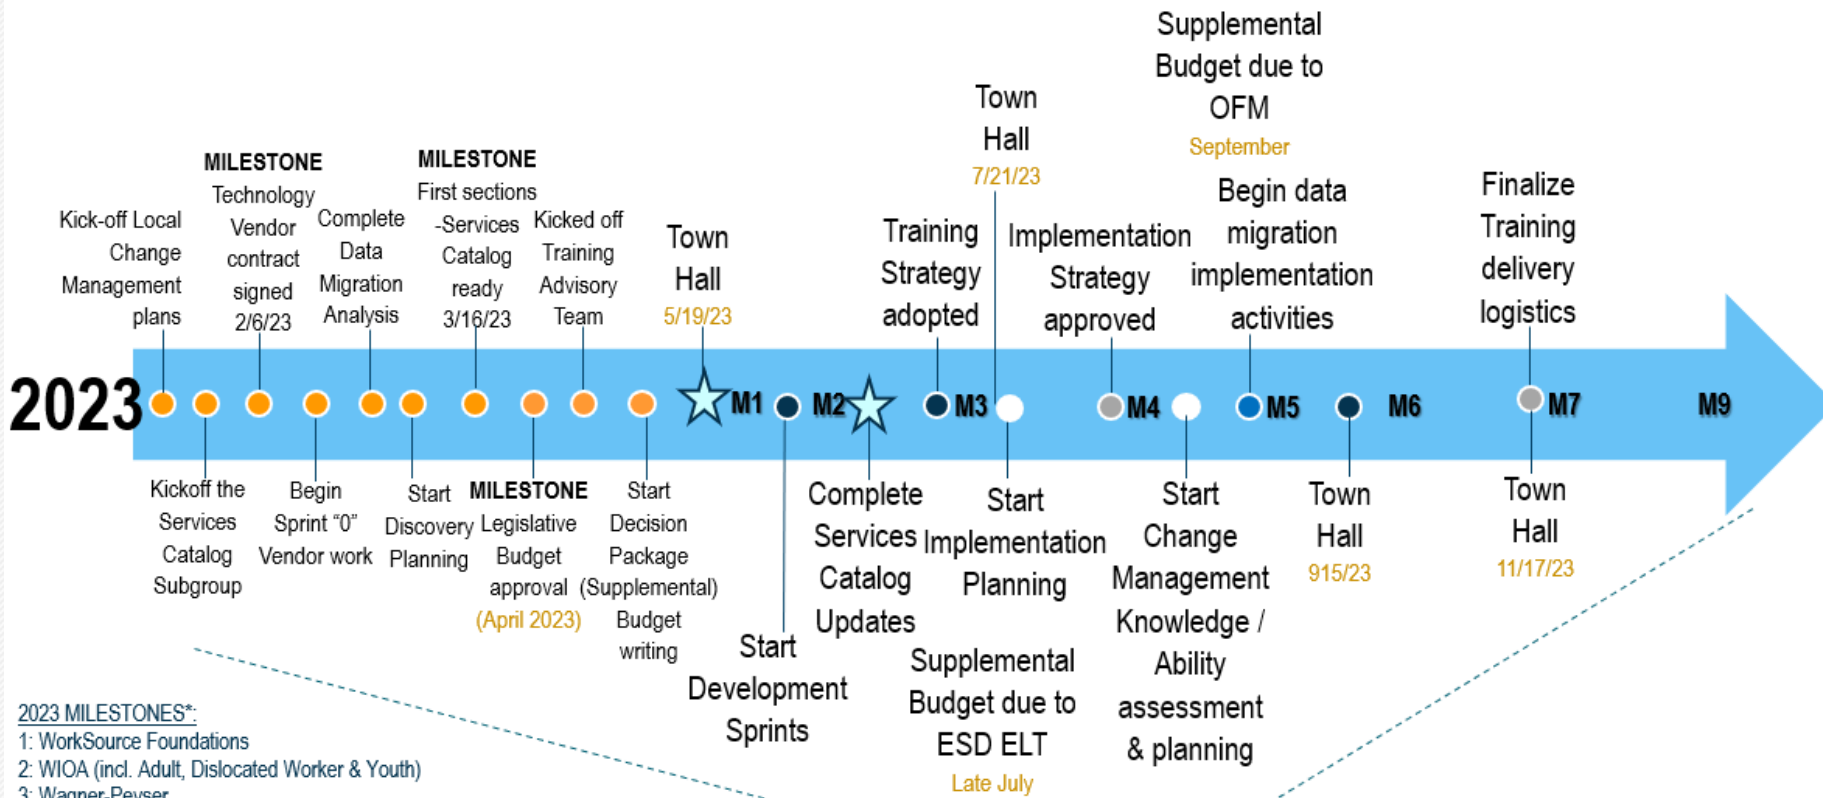 Supplemental
Budget due to
OFM
September
Town
Hall
7/21/23
MILESTONE
Technology
Vendor
contract
signed
2/6/23
MILESTONE
First sections
-Services
Catalog
ready
3/16/23
Kick-off Local
Change
Management
plans
Complete
Data
Migration
Analysis
Kicked off
Training
Advisory
Team
Town
Hall
5/19/23
Training
Strategy
adopted
Implementation
Strategy
approved
Begin data
migration
implementation
activities
Finalize
Training
delivery
logistics
2023
M1
M2
M3
M4
M5
M6
M7
M9
Kickoff the
Services
Catalog
Subgroup
Begin
Sprint “0”
Vendor work
Start
Discovery
Planning
MILESTONE
Legislative
Budget
approval
(April 2023)
Start
Decision
Package
(Supplemental)
Budget
writing
Start
Development
Sprints
Complete
Services
Catalog
Updates
Start
Implementation
Planning
Supplemental
Budget due to
ESD ELT
Late July
Start
Change
Management
Knowledge /
Ability
assessment
& planning
Town
Hall
915/23
Town
Hall
11/17/23
2023 MILESTONES*:
1: WorkSource Foundations
2: WIOA (incl. Adult, Dislocated Worker & Youth)
3: Wagner-Peyser